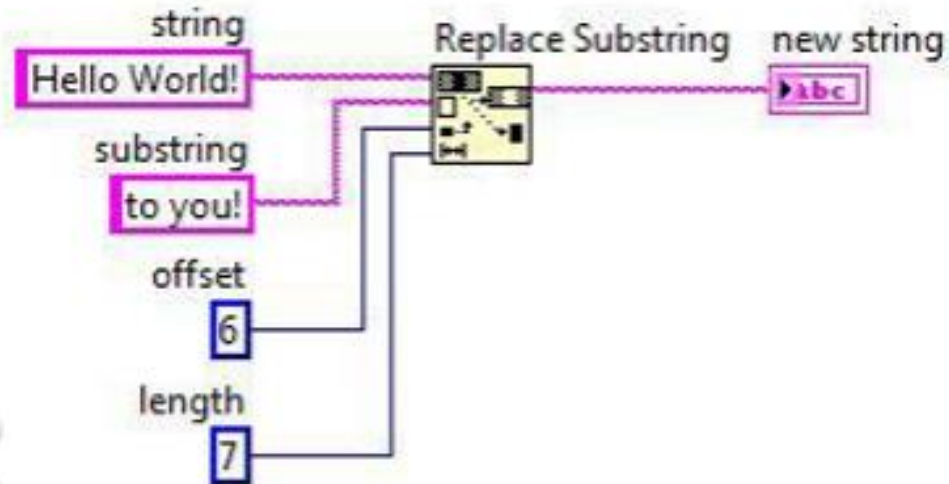 string
Replace Substring
new string
Hello World!
abc
substring
to you!
offset
6
length
7